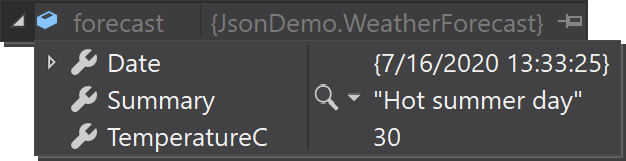 forecast {JsonDemo.WeatherForecast}
Date {7/16/2020 13:33:25}
Summary "Hot summer day"
TemperatureC 30